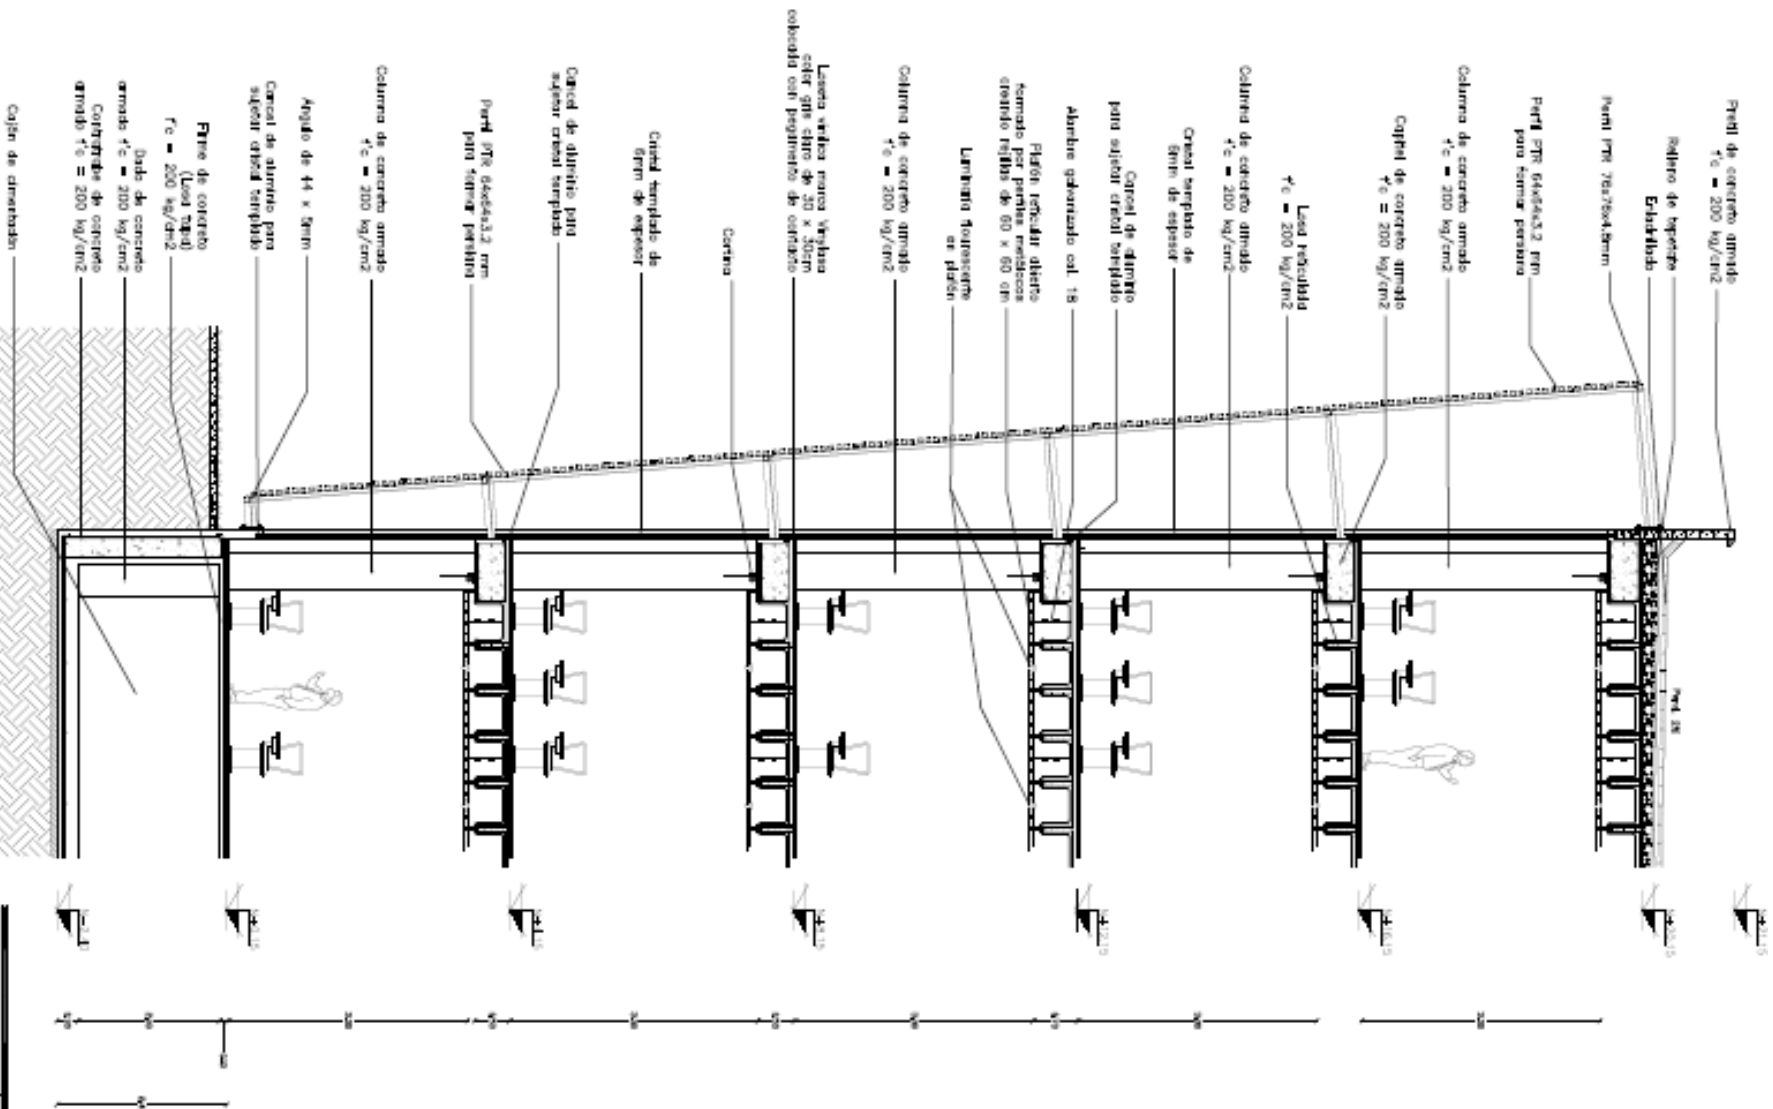 Pretil de concreto armado
f'c = 200 kg/cm2
Relleno de tepetate
Enladrillado
Perfil PTR 76x76x4.8mm
Perfil PTR 64x64x3.2 mm
para formar persiana
Columna de concreto armado
f'c = 200 kg/cm2
Capitel de concreto armado
f'c = 200 kg/cm2
Losa reticulada
f'c = 200 kg/cm2
Columna de concreto armado
f'c = 200 kg/cm2
Cristal templado de
6mm de espesor
Cancel de aluminio
para sujetar cristal templado
Alambre galvanizado cal. 18
Plafón reticular abierto
formado por perfiles metálicos
creando rejillas de 60 x 60 cm
Luminaria flourescente
en plafón
Columna de concreto armado
f'c = 200 kg/cm2
Loseta vinílica marca Vinylasa
color gris claro de 30 x 30cm
colocada con pegamento de contacto
Cortina
Cristal templado de
6mm de espesor
Cancel de aluminio para
sujetar cristal templado
Perfil PTR 64x64x3.2 mm
para formar persiana
Columna de concreto armado
f'c = 200 kg/cm2
Angulo de 44 x 5mm
Cancel de aluminio para
sujetar cristal templado
Firme de concreto
(Losa tapa)
f'c = 200 kg/cm2
Dado de concreto
armado f'c = 200 kg/cm2
Contratrabe de concreto
armado f'c = 200 kg/cm2
Cajón de cimentación